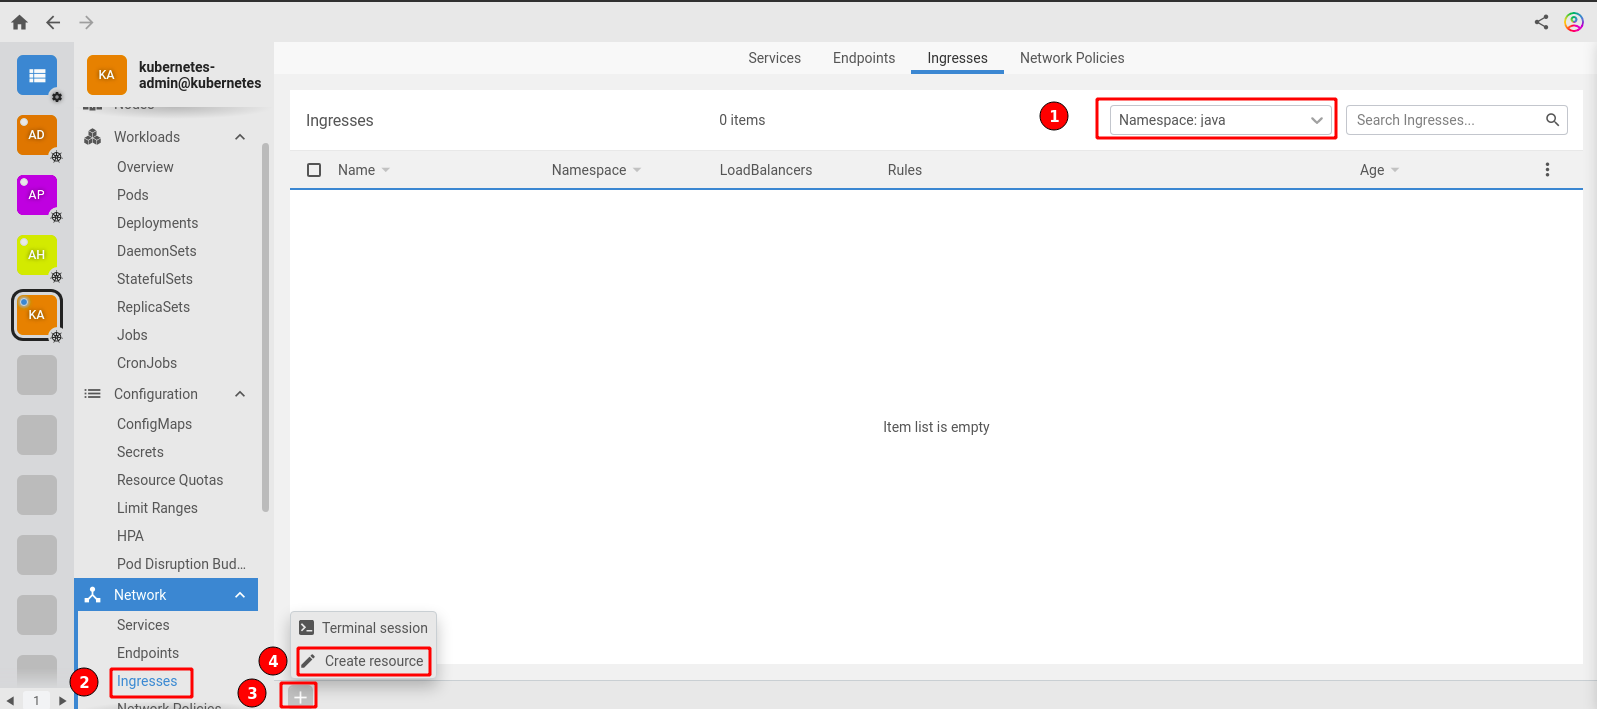 KA
kubernetes-
admin@kubernetes
Services
Endpoints
Ingresses
Network Policies
AD
AP
AH
KA
1
Nodes
Workloads
Overview
Pods
Deployments
DaemonSets
StatefulSets
ReplicaSets
Jobs
CronJobs
Configuration
ConfigMaps
Secrets
Resource Quotas
Limit Ranges
HPA
Pod Disruption Bud...
Network
Services
Endpoints
2
Ingresses
Network Policies
Ingresses
0 items
1
Namespace: java
Search Ingresses...
Name
Namespace
LoadBalancers
Rules
Age
Item list is empty
Terminal session
4
Create resource
3